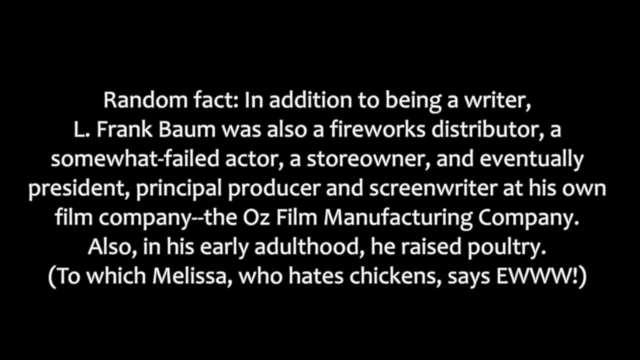 Random fact: In addition to being a writer,
L. Frank Baum was also a fireworks distributor, a
somewhat-failed actor, a storeowner, and eventually
president, principal producer and screenwriter at his own
film company--the Oz Film Manufacturing Company.
Also, in his early adulthood, he raised poultry.
(To which Melissa, who hates chickens, says EWWW!)